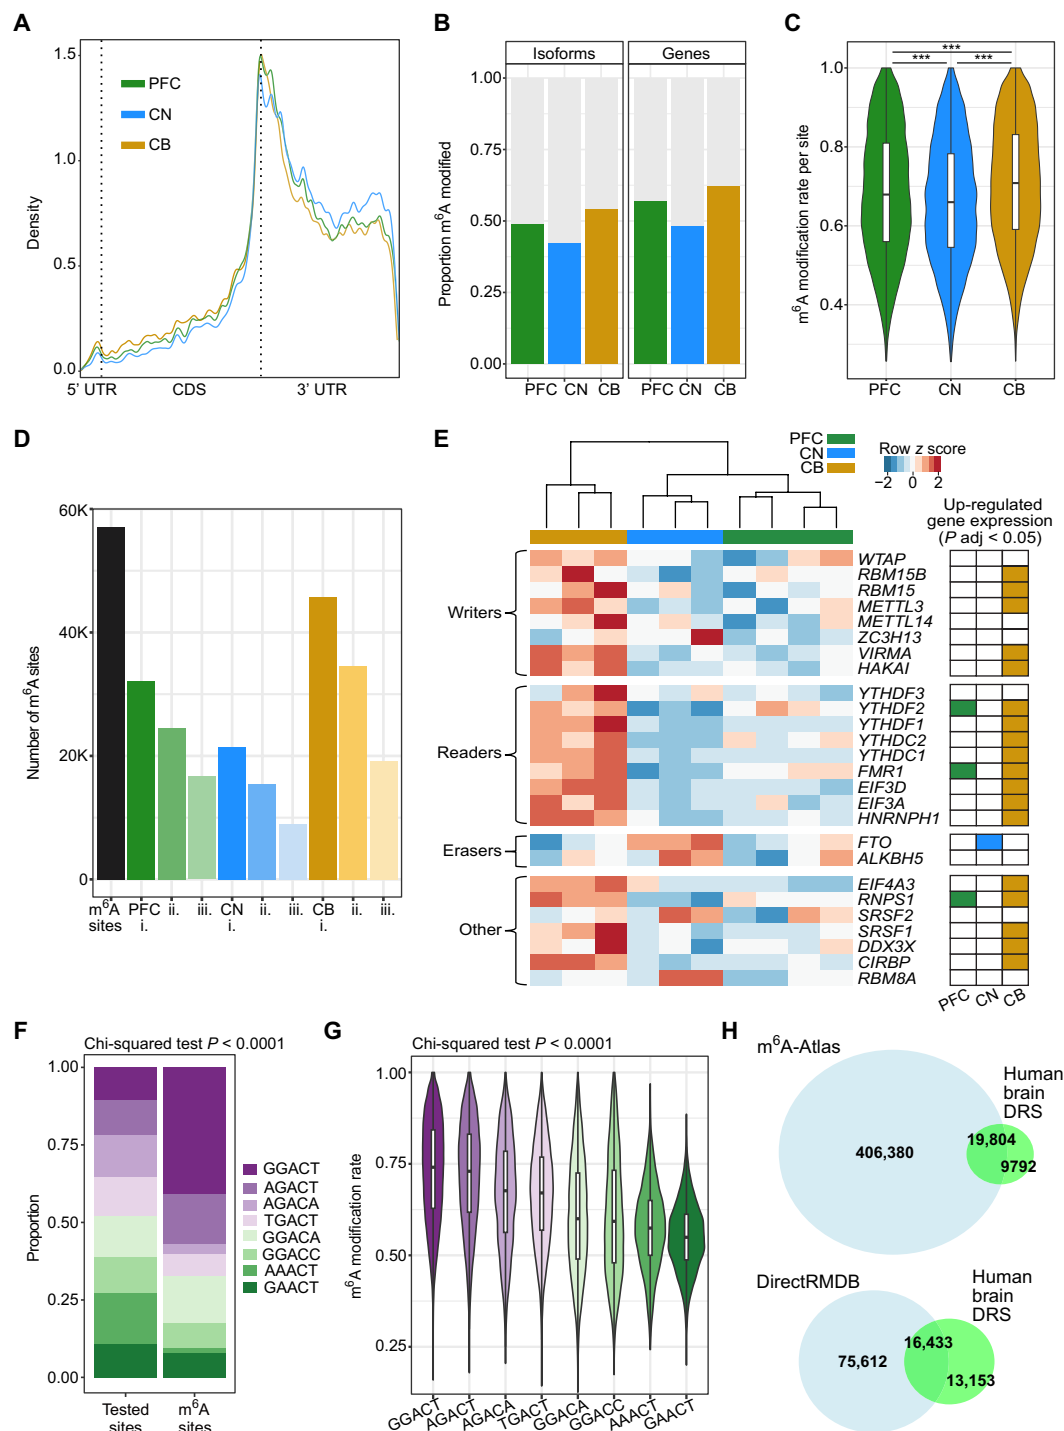 A
1.5
1.0
0.5
0.0
Density
PFC
CN
CB
5' UTR
CDS
3' UTR
B
Isoforms
Genes
1.00
0.75
0.50
0.25
0.00
Proportion m⁶A modified
PFC CN CB
PFC CN CB
C
***
*** ***
1.0
0.8
0.6
0.4
m⁶A modification rate per site
PFC CN CB
D
60K
40K
20K
0
Number of m⁶A sites
m⁶A sites
PFC i.
ii.
iii.
CN i.
ii.
iii.
CB i.
ii.
iii.
E
PFC
CN
CB
Row z score
−2 0 2
Up-regulated
gene expression
(P adj < 0.05)
Writers
WTAP
RBM15B
RBM15
METTL3
METTL14
ZC3H13
VIRMA
HAKAI
Readers
YTHDF3
YTHDF2
YTHDF1
YTHDC2
YTHDC1
FMR1
EIF3D
EIF3A
HNRNPH1
Erasers
FTO
ALKBH5
Other
EIF4A3
RNPS1
SRSF2
SRSF1
DDX3X
CIRBP
RBM8A
PFC CN CB
F
Chi-squared test P < 0.0001
1.00
0.75
0.50
0.25
0.00
Proportion
Tested sites
m⁶A sites
GGACT
AGACT
AGACA
TGACT
GGACA
GGACC
AAACT
GAACT
G
Chi-squared test P < 0.0001
1.00
0.75
0.50
0.25
m⁶A modification rate
GGACT
AGACT
AGACA
TGACT
GGACA
GGACC
AAACT
GAACT
H
m⁶A-Atlas
Human
brain
DRS
406,380
19,804
9792
DirectRMDB
Human
brain
DRS
75,612
16,433
13,153